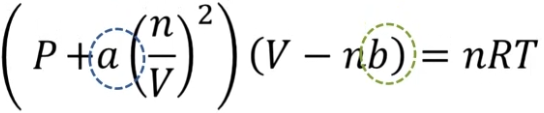 (P + a(n/V)²)(V − nb) = nRT